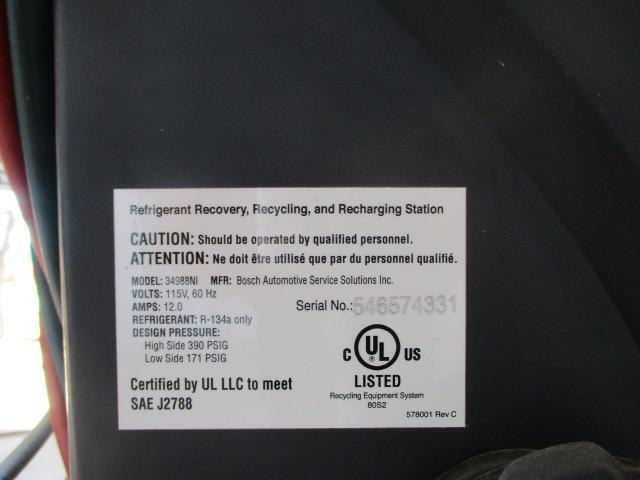 Refrigerant Recovery, Recycling, and Recharging Station
CAUTION: Should be operated by qualified personnel.
ATTENTION: Ne doit être utilisé que par du personnel qualifié.
MODEL: 34988NI MFR: Bosch Automotive Service Solutions Inc.
VOLTS: 115V, 60 Hz
AMPS: 12.0
REFRIGERANT: R-134a only
DESIGN PRESSURE:
High Side 390 PSIG
Low Side 171 PSIG
Certified by UL LLC to meet
SAE J2788
Serial No.: 546574331
C UL US
LISTED
Recycling Equipment System
80S2
578001 Rev C